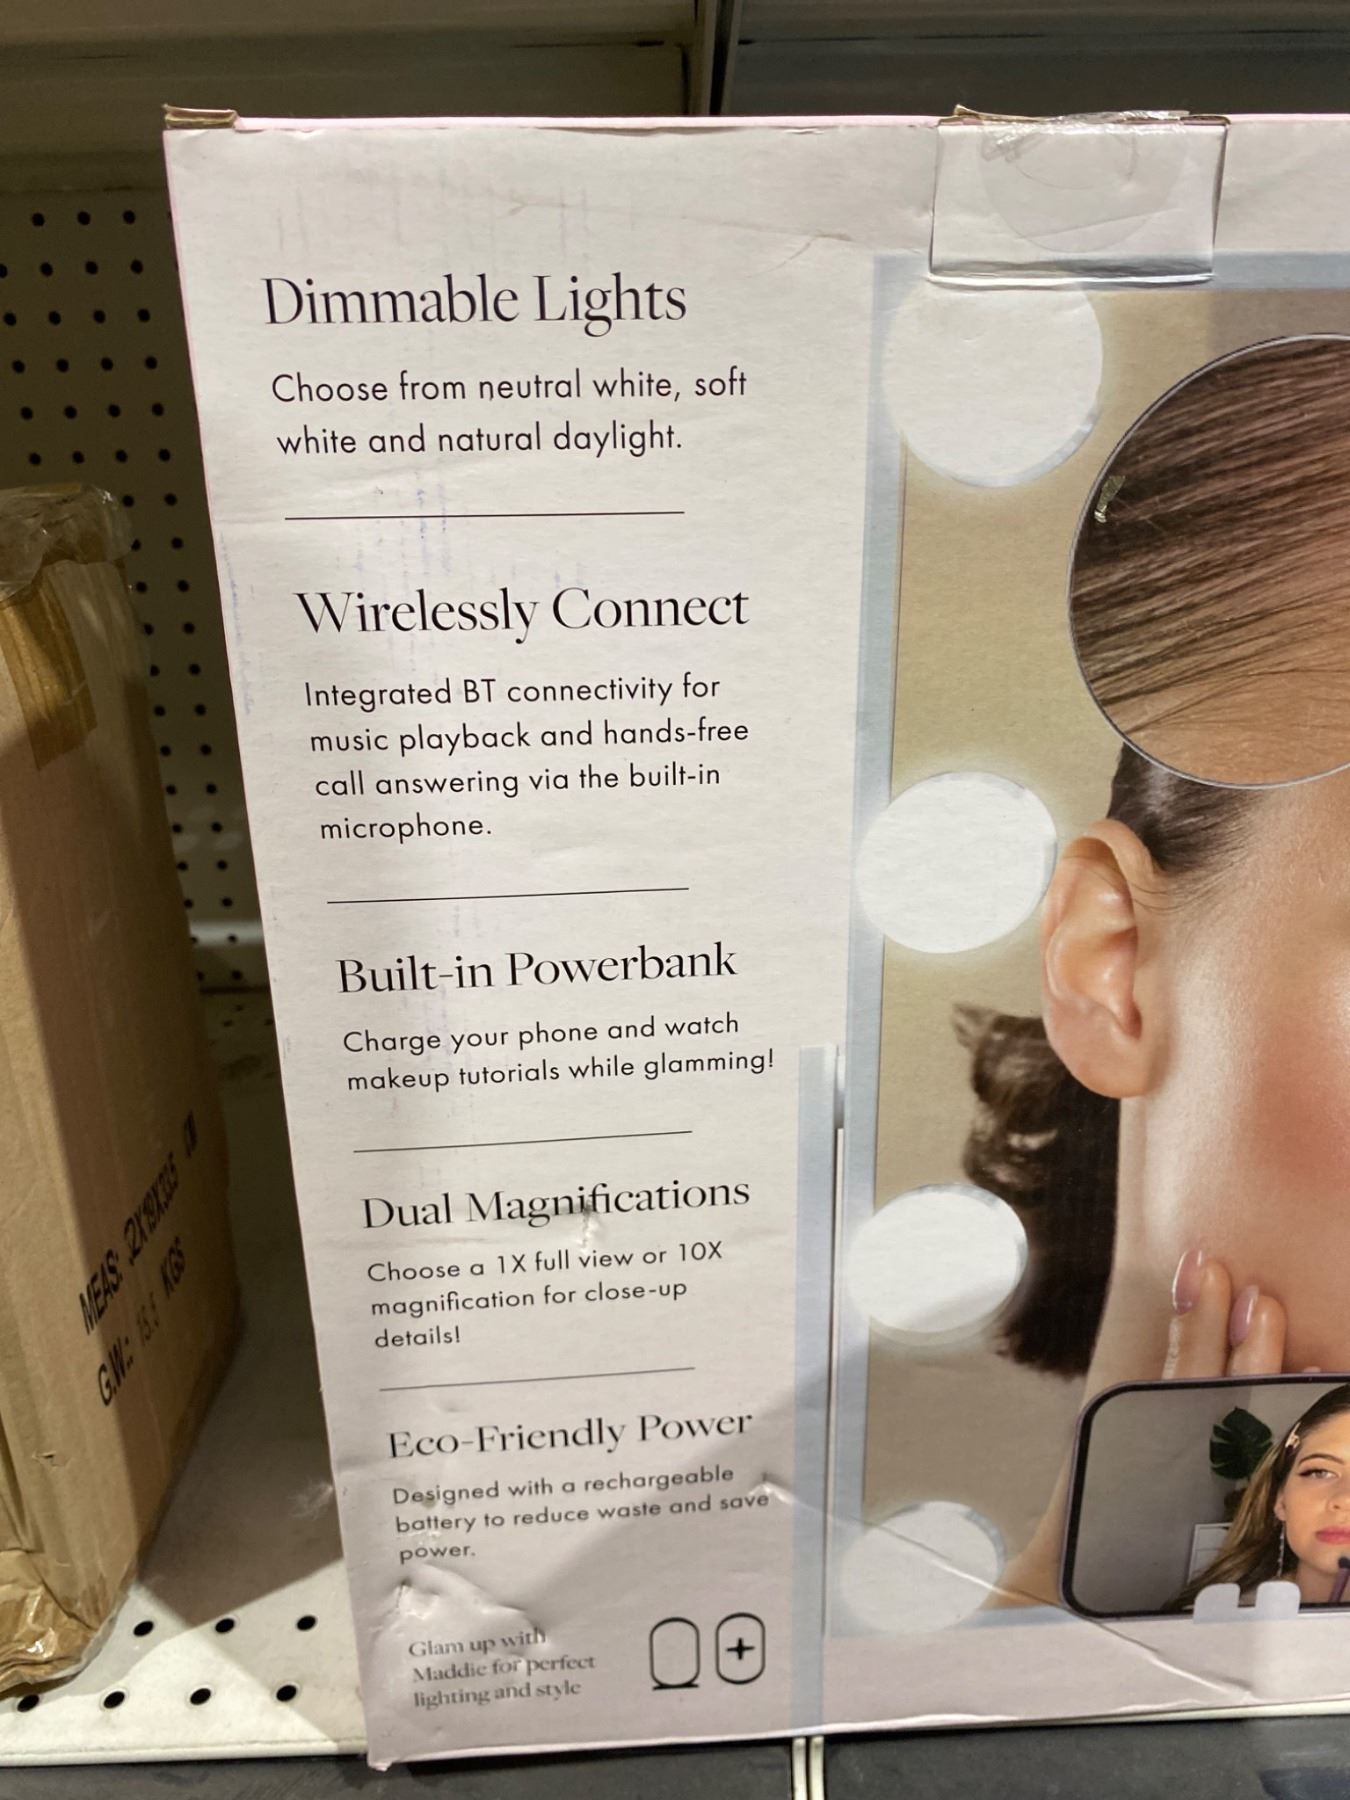 Dimmable Lights
Choose from neutral white, soft
white and natural daylight.
Wirelessly Connect
Integrated BT connectivity for
music playback and hands-free
call answering via the built-in
microphone.
Built-in Powerbank
Charge your phone and watch
makeup tutorials while glamming!
Dual Magnifications
Choose a 1X full view or 10X
magnification for close-up
details!
Eco-Friendly Power
Designed with a rechargeable
battery to reduce waste and save
power.
Glam up with
Maddie for perfect
lighting and style
MEAS:
G.W.: 15.5 KGS